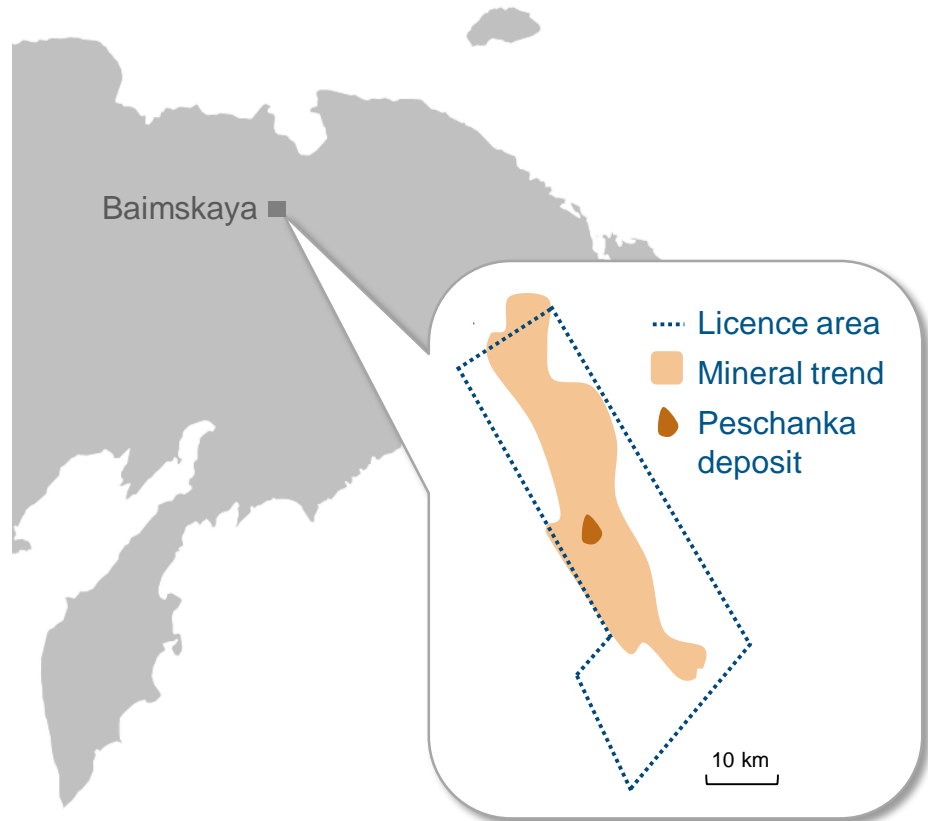 Baimskaya
Licence area
Mineral trend
Peschanka
deposit
10 km